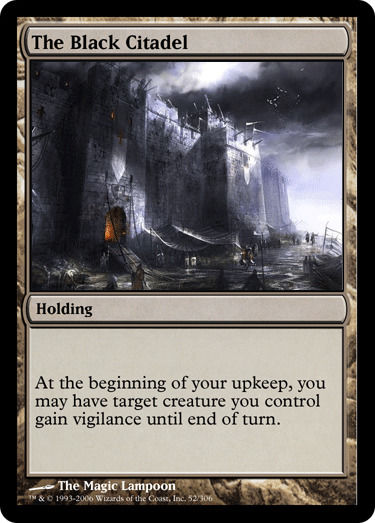 The Black Citadel
Holding
At the beginning of your upkeep, you
may have target creature you control
gain vigilance until end of turn.
The Magic Lampoon
™ & © 1993-2006 Wizards of the Coast, Inc. 52/306